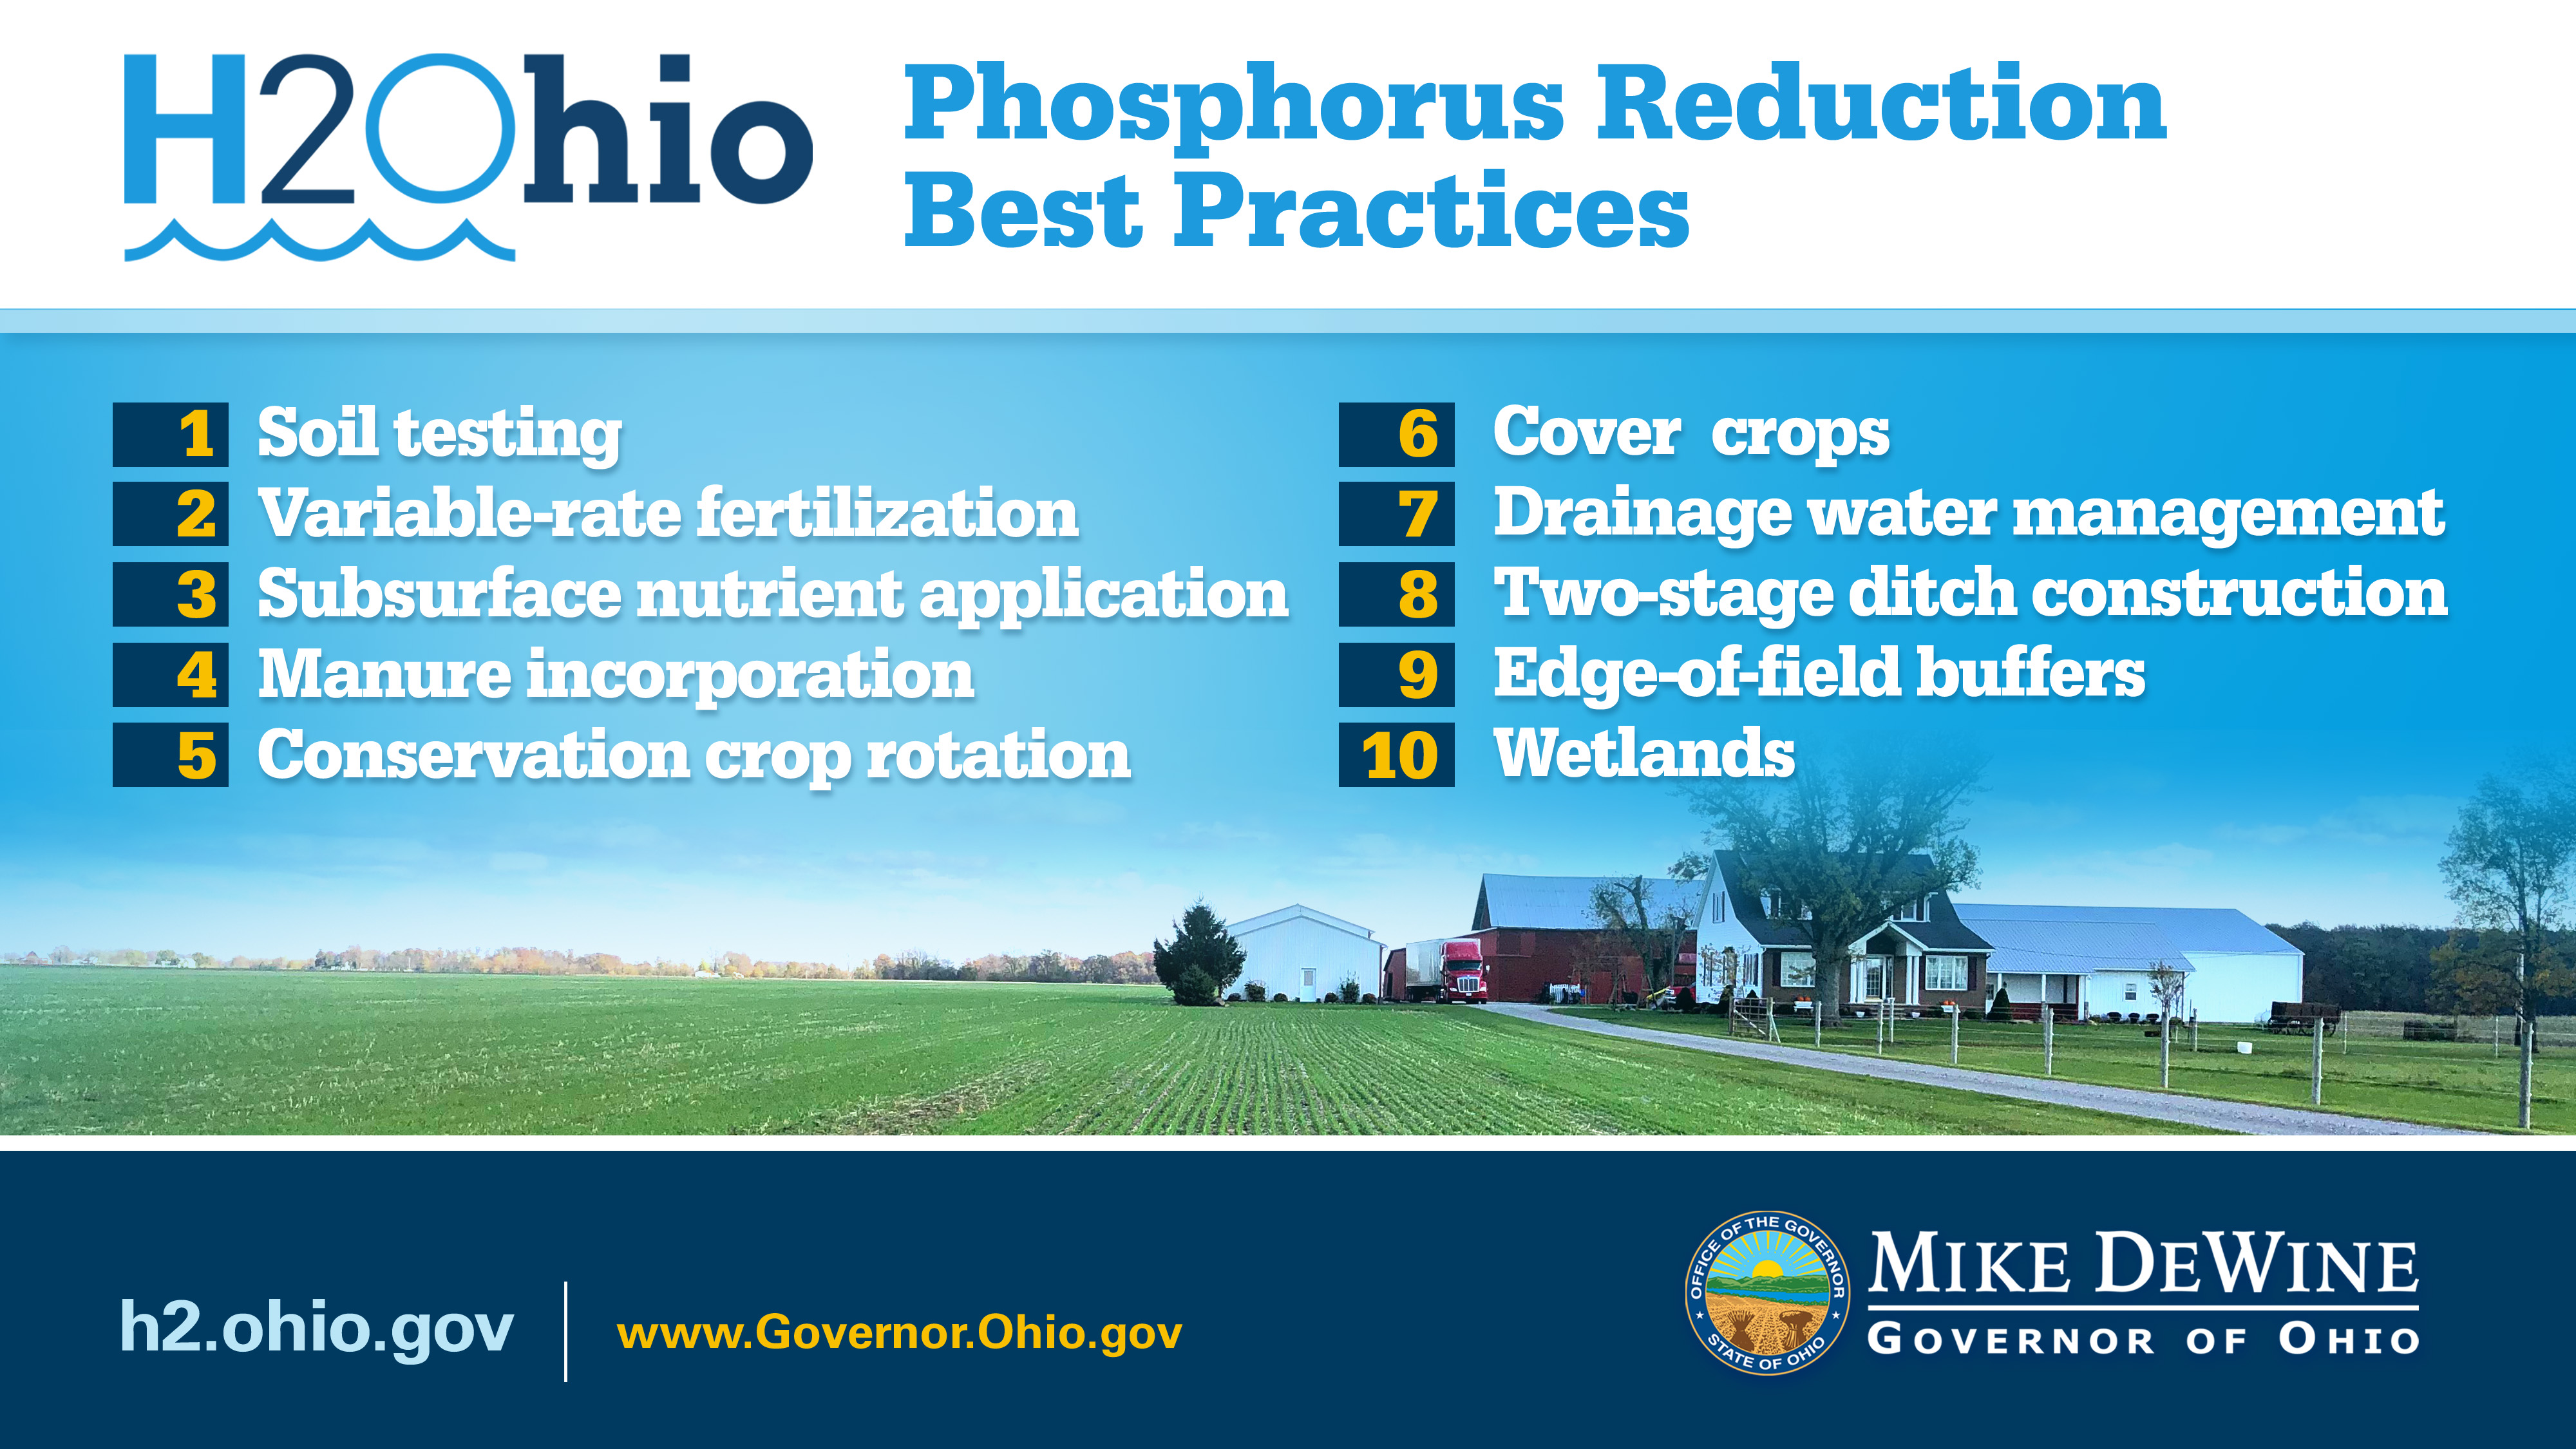 H2Ohio
Phosphorus Reduction
Best Practices
1 Soil testing
2 Variable-rate fertilization
3 Subsurface nutrient application
4 Manure incorporation
5 Conservation crop rotation
6 Cover crops
7 Drainage water management
8 Two-stage ditch construction
9 Edge-of-field buffers
10 Wetlands
h2.ohio.gov
www.Governor.Ohio.gov
OFFICE OF THE GOVERNOR
STATE OF OHIO
MIKE DEWINE
GOVERNOR OF OHIO